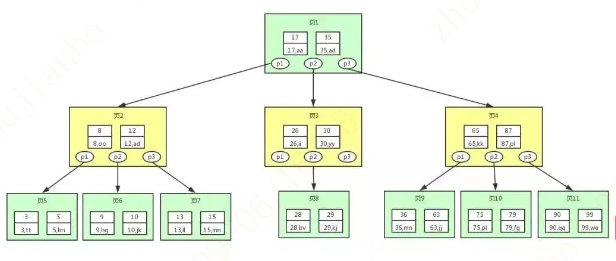 页1
17 35
17,aa 35,ad
p1 p2 p3
页2 页3 页4
8 12 26 30 65 87
8,oo 12,ad 26,ii 30,yy 65,kk 87,pl
p1 p2 p3 p1 p2 p3 p1 p2 p3
页5 页6 页7 页8 页9 页10 页11
3 5 9 10 13 15 28 29 36 63 75 79 90 99
3,tt 5,bn 9,hg 10,jk 13,ll 15,mn 28,bv 29,kj 36,mn 63,jj 75,pl 79,fg 90,qq 99,we